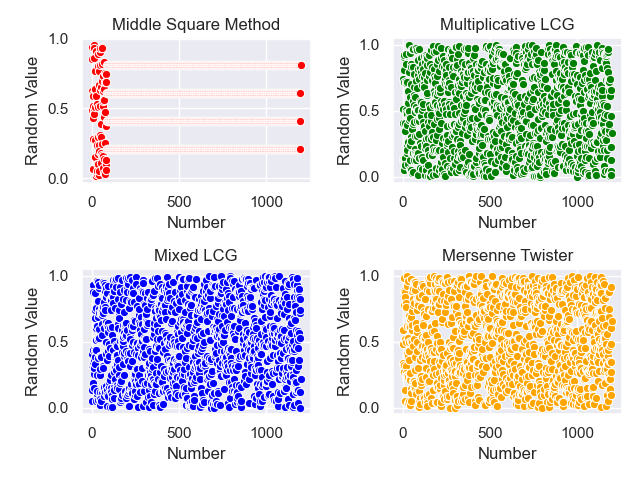 Middle Square Method
Random Value
1.0
0.5
0.0
0
500
1000
Number
Multiplicative LCG
Random Value
1.0
0.5
0.0
0
500
1000
Number
Mixed LCG
Random Value
1.0
0.5
0.0
0
500
1000
Number
Mersenne Twister
Random Value
1.0
0.5
0.0
0
500
1000
Number